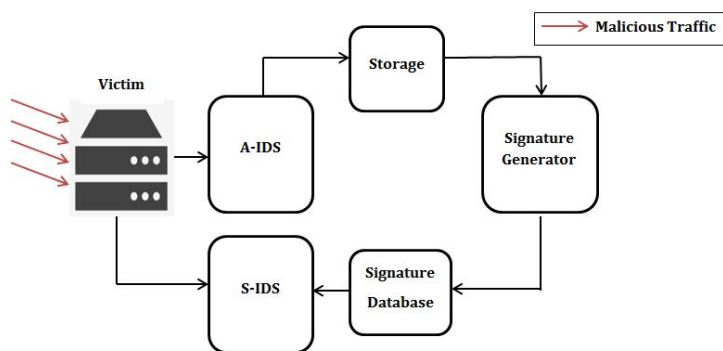 Malicious Traffic
Victim
Storage
A-IDS
Signature
Generator
S-IDS
Signature
Database